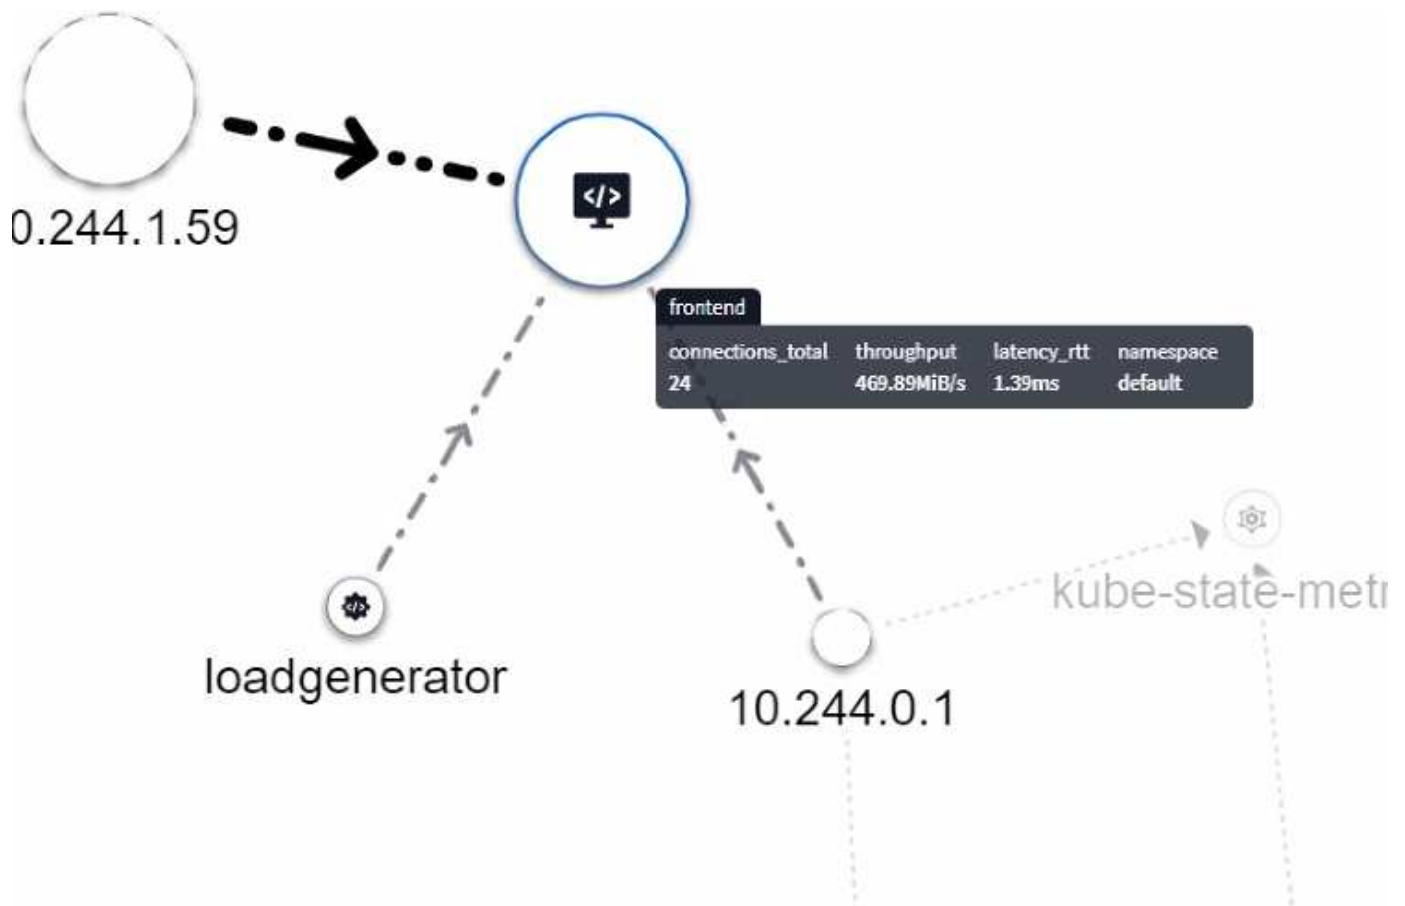 0.244.1.59
</>
frontend
connections_total throughput latency_rtt namespace
24 469.89MiB/s 1.39ms default
kube-state-metr
loadgenerator
10.244.0.1